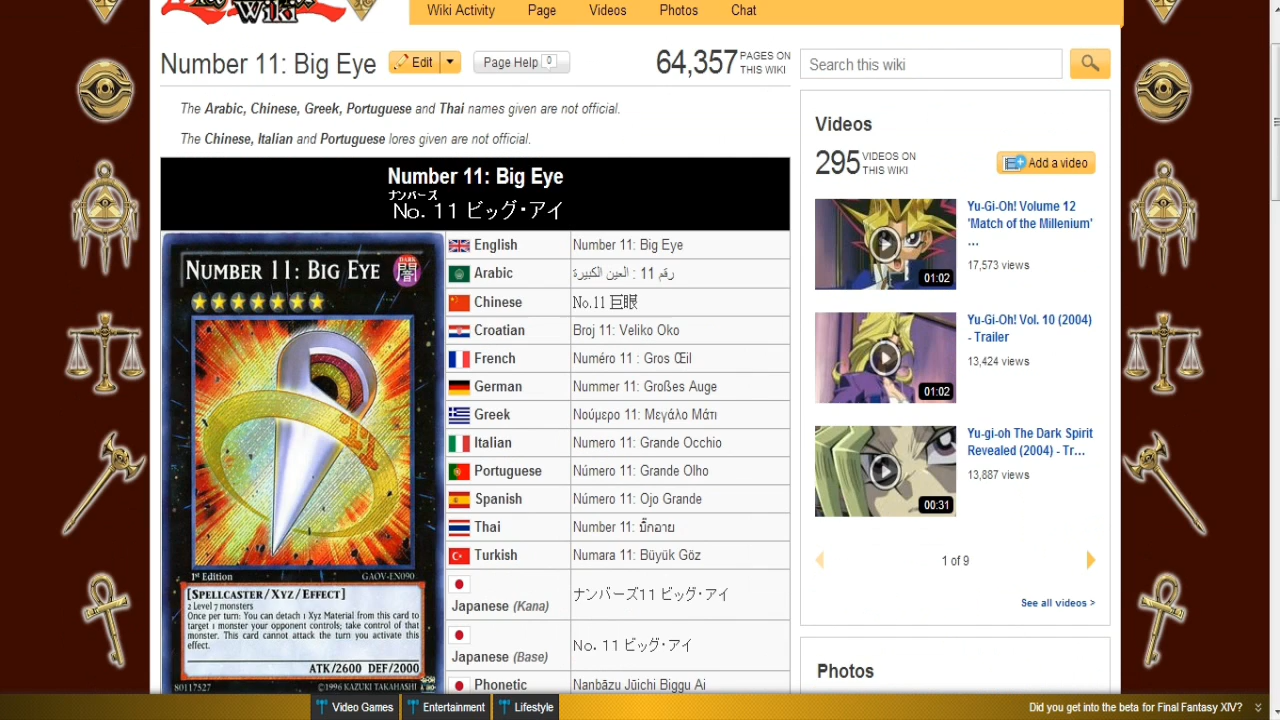 WiKi
Wiki Activity Page Videos Photos Chat
Number 11: Big Eye Edit Page Help 0 64,357 PAGES ON THIS WIKI
Search this wiki
The Arabic, Chinese, Greek, Portuguese and Thai names given are not official.
The Chinese, Italian and Portuguese lores given are not official.
Number 11: Big Eye
ナンバーズ
No. 11 ビッグ・アイ
NUMBER 11: BIG EYE
DARK
闇
1st Edition GAOV-EN090
[SPELLCASTER/XYZ/EFFECT]
2 Level 7 monsters
Once per turn: You can detach 1 Xyz Material from this card to
target 1 monster your opponent controls; take control of that
monster. This card cannot attack the turn you activate this
effect.
ATK/2600 DEF/2000
80117527 ©1996 KAZUKI TAKAHASHI
English Number 11: Big Eye
Arabic رقم 11 : العين الكبيرة
Chinese No.11 巨眼
Croatian Broj 11: Veliko Oko
French Numéro 11 : Gros Œil
German Nummer 11: Großes Auge
Greek Νούμερο 11: Μεγάλο Μάτι
Italian Numero 11: Grande Occhio
Portuguese Número 11: Grande Olho
Spanish Número 11: Ojo Grande
Thai Number 11: บิ๊กอาย
Turkish Numara 11: Büyük Göz
Japanese (Kana) ナンバーズ11 ビッグ・アイ
Japanese (Base) No. 11 ビッグ・アイ
Phonetic Nanbāzu Jūichi Biggu Ai
Videos
295 VIDEOS ON THIS WIKI Add a video
01:02
Yu-Gi-Oh! Volume 12
'Match of the Millenium'
...
17,573 views
01:02
Yu-Gi-Oh! Vol. 10 (2004)
- Trailer
13,424 views
00:31
Yu-gi-oh The Dark Spirit
Revealed (2004) - Tr...
13,887 views
1 of 9
See all videos >
Photos
Video Games Entertainment Lifestyle
Did you get into the beta for Final Fantasy XIV?